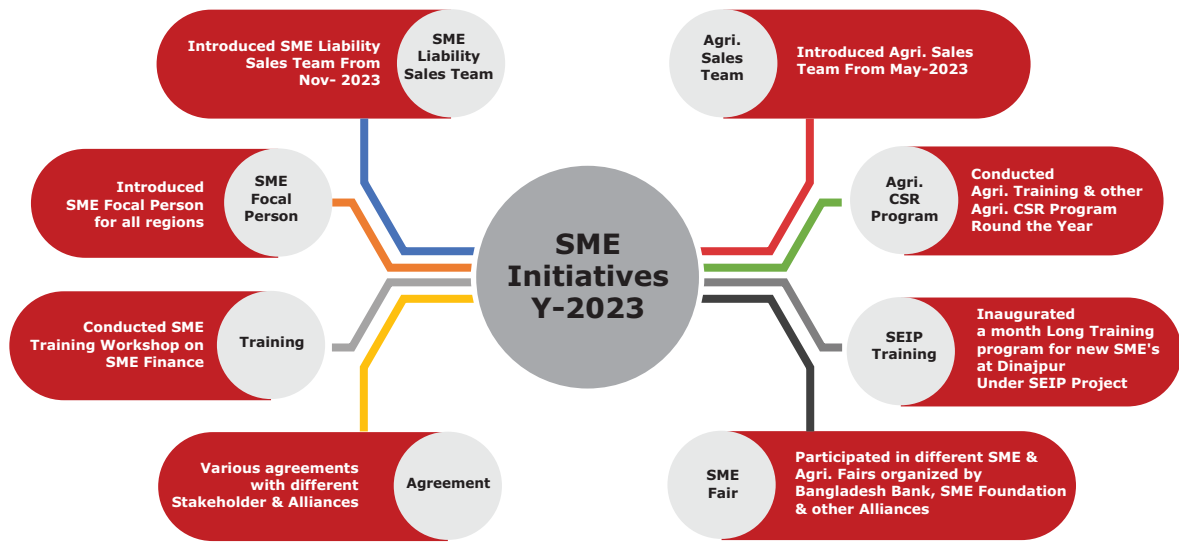 Introduced SME Liability
Sales Team From
Nov- 2023
SME
Liability
Sales Team
Agri.
Sales
Team
Introduced Agri. Sales
Team From May-2023
Introduced
SME Focal Person
for all regions
SME
Focal
Person
Agri.
CSR
Program
Conducted
Agri. Training & other
Agri. CSR Program
Round the Year
SME
Initiatives
Y-2023
Conducted SME
Training Workshop on
SME Finance
Training
SEIP
Training
Inaugurated
a month Long Training
program for new SME's
at Dinajpur
Under SEIP Project
Various agreements
with different
Stakeholder & Alliances
Agreement
SME
Fair
Participated in different SME &
Agri. Fairs organized by
Bangladesh Bank, SME Foundation
& other Alliances